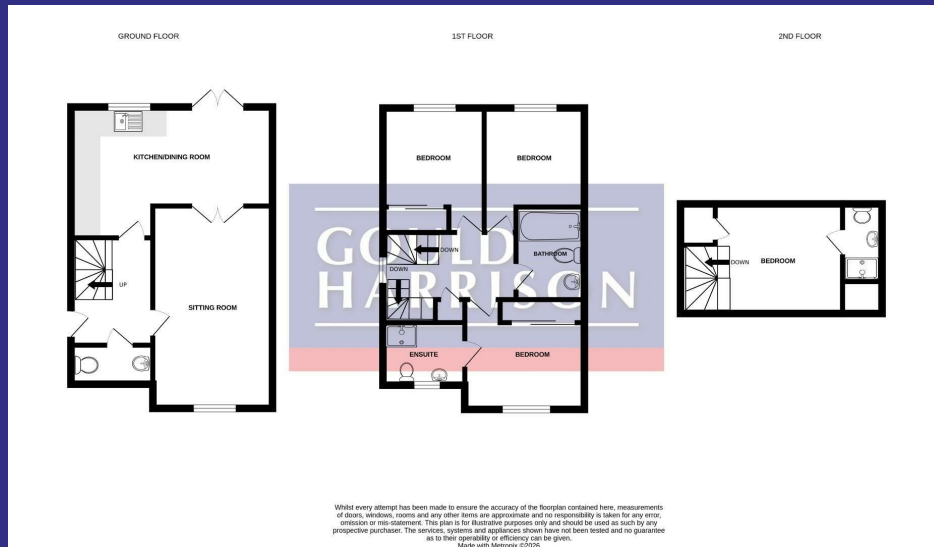 GROUND FLOOR
1ST FLOOR
2ND FLOOR
KITCHEN/DINING ROOM
UP
SITTING ROOM
BEDROOM
BEDROOM
DOWN
DOWN
BATHROOM
ENSUITE
BEDROOM
DOWN
BEDROOM
GOULD
HARRISON
Whilst every attempt has been made to ensure the accuracy of the floorplan contained here, measurements
of doors, windows, rooms and any other items are approximate and no responsibility is taken for any error,
omission or mis-statement. This plan is for illustrative purposes only and should be used as such by any
prospective purchaser. The services, systems and appliances shown have not been tested and no guarantee
as to their operability or efficiency can be given.
Made with Metropix ©2026